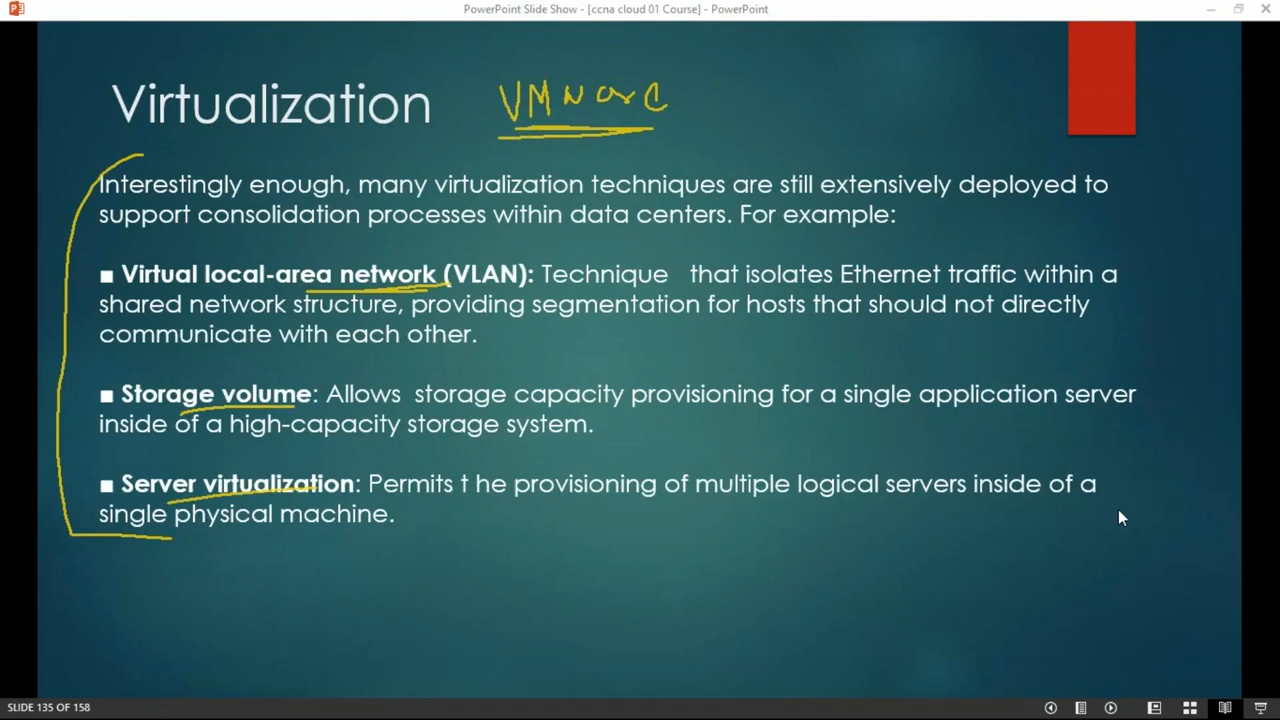 PowerPoint Slide Show - [ccna cloud 01 Course] - PowerPoint
Virtualization VMware
Interestingly enough, many virtualization techniques are still extensively deployed to
support consolidation processes within data centers. For example:
■ Virtual local-area network (VLAN): Technique that isolates Ethernet traffic within a
shared network structure, providing segmentation for hosts that should not directly
communicate with each other.
■ Storage volume: Allows storage capacity provisioning for a single application server
inside of a high-capacity storage system.
■ Server virtualization: Permits t he provisioning of multiple logical servers inside of a
single physical machine.
SLIDE 135 OF 158